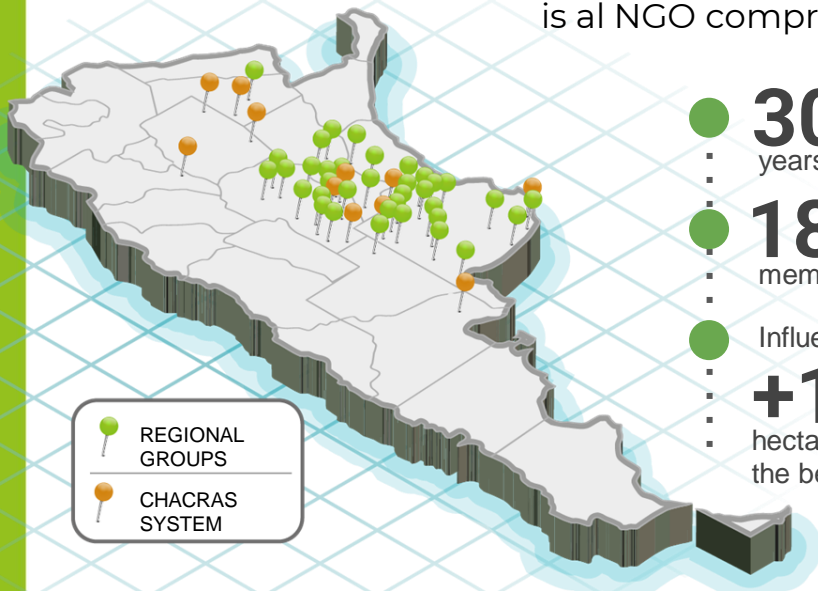 is al NGO compr
30
years
18
mem
Influe
+1
hecta
the be
REGIONAL
GROUPS
CHACRAS
SYSTEM